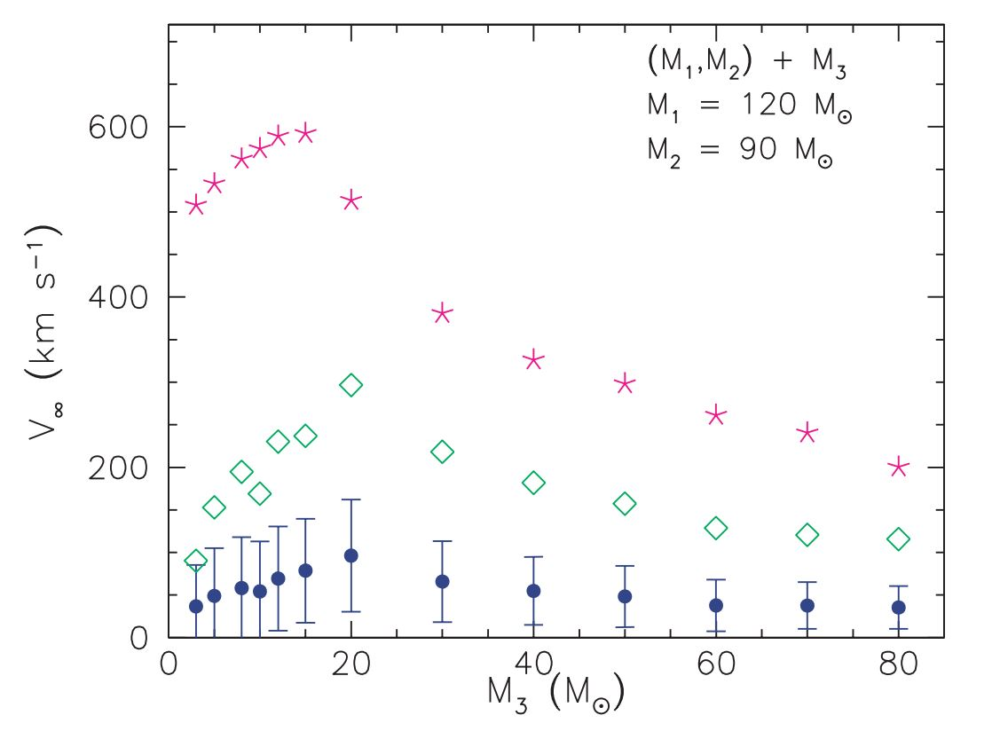 (M₁,M₂) + M₃
M₁ = 120 M⊙
M₂ = 90 M⊙
600
400
200
0
V∞ (km s⁻¹)
0 20 40 60 80
M₃ (M⊙)